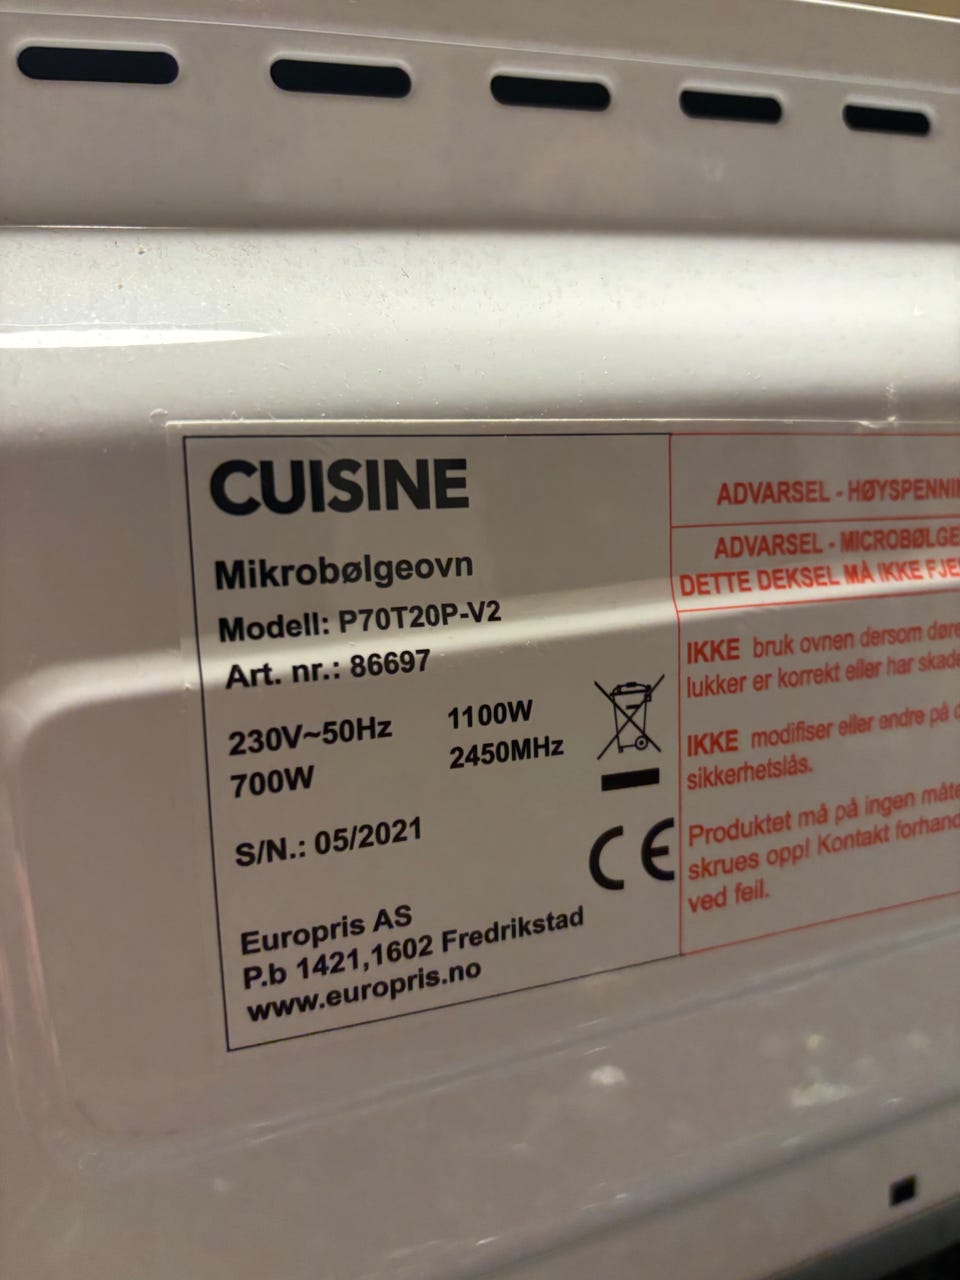 CUISINE
Mikrobølgeovn
Modell: P70T20P-V2
Art. nr.: 86697
230V~50Hz 1100W
700W 2450MHz
S/N.: 05/2021
CE
Europris AS
P.b 1421,1602 Fredrikstad
www.europris.no
ADVARSEL - HØYSPENNI
ADVARSEL - MICROBØLGE
DETTE DEKSEL MÅ IKKE FJE
IKKE bruk ovnen dersom døre
lukker er korrekt eller har skade
IKKE modifiser eller endre på
sikkerhetslås.
Produktet må på ingen måte
skrues opp! Kontakt forhand
ved feil.